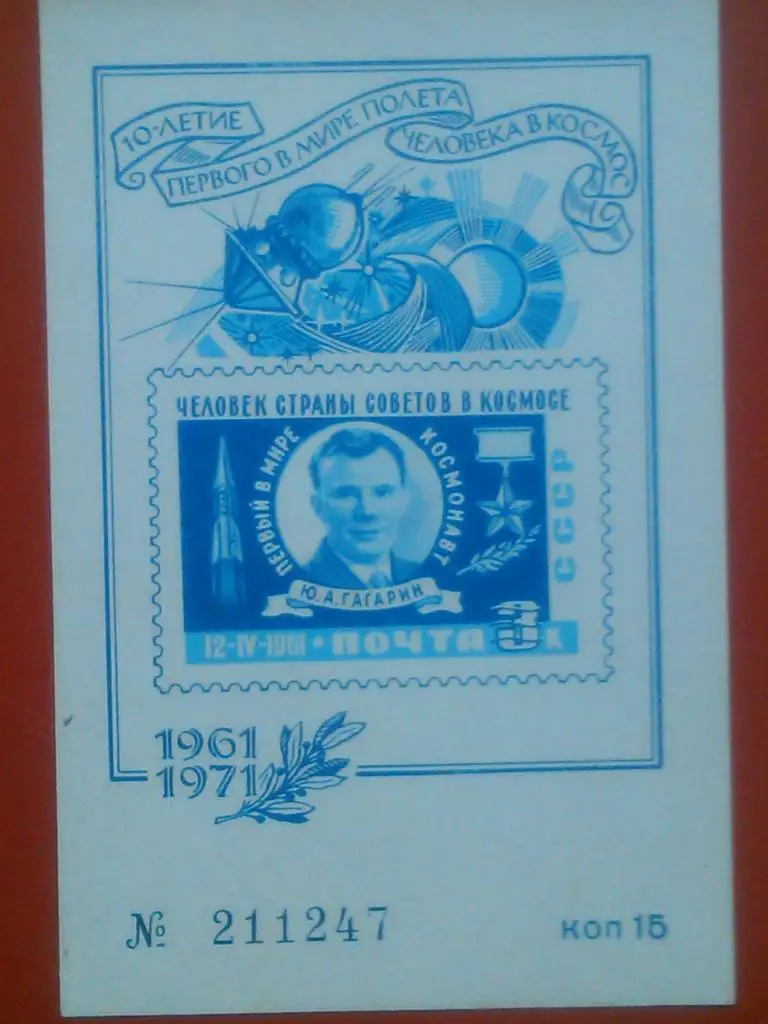 10-ЛЕТИЕ
ПЕРВОГО В МИРЕ ПОЛЕТА
ЧЕЛОВЕКА В КОСМОС
ЧЕЛОВЕК СТРАНЫ СОВЕТОВ В КОСМОСЕ
ПЕРВЫЙ В МИРЕ
КОСМОНАВТ
Ю.А.ГАГАРИН
СССР
12-IV-1961 • ПОЧТА 3 К
1961
1971
№ 211247
коп 15